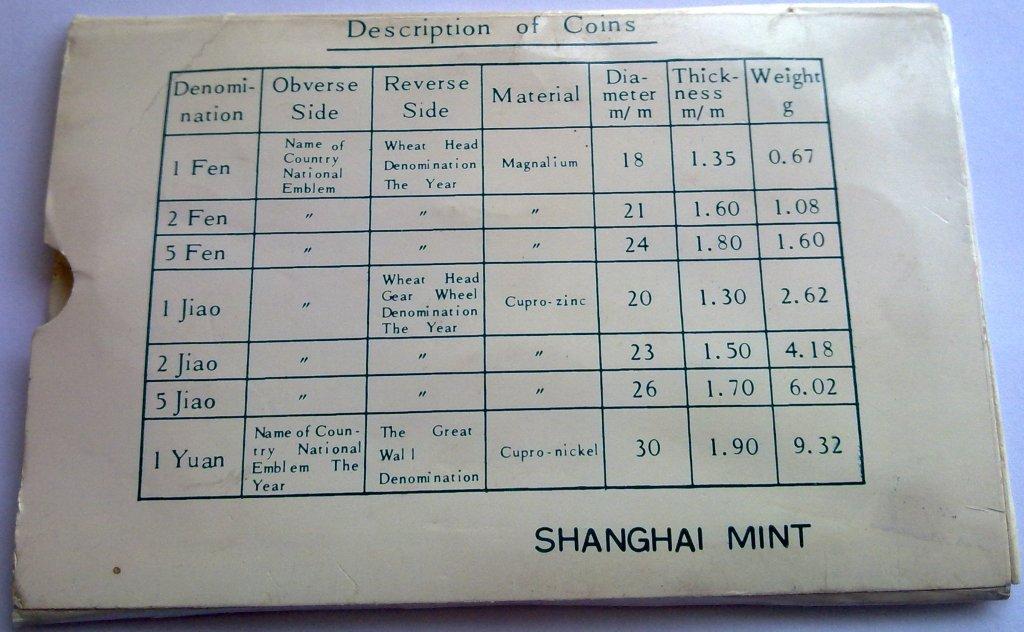 Description of Coins
Denomi-
nation
Obverse
Side
Reverse
Side
Material
Dia-
meter
m/m
Thick-
ness
m/m
Weight
g
1 Fen
Name of
Country
National
Emblem
Wheat Head
Denomination
The Year
Magnalium
18
1.35
0.67
2 Fen
〃
〃
〃
21
1.60
1.08
5 Fen
〃
〃
〃
24
1.80
1.60
1 Jiao
〃
Wheat Head
Gear Wheel
Denomination
The Year
Cupro-zinc
20
1.30
2.62
2 Jiao
〃
〃
〃
23
1.50
4.18
5 Jiao
〃
〃
〃
26
1.70
6.02
1 Yuan
Name of Coun-
try National
Emblem The
Year
The Great
Wall
Denomination
Cupro-nickel
30
1.90
9.32
SHANGHAI MINT